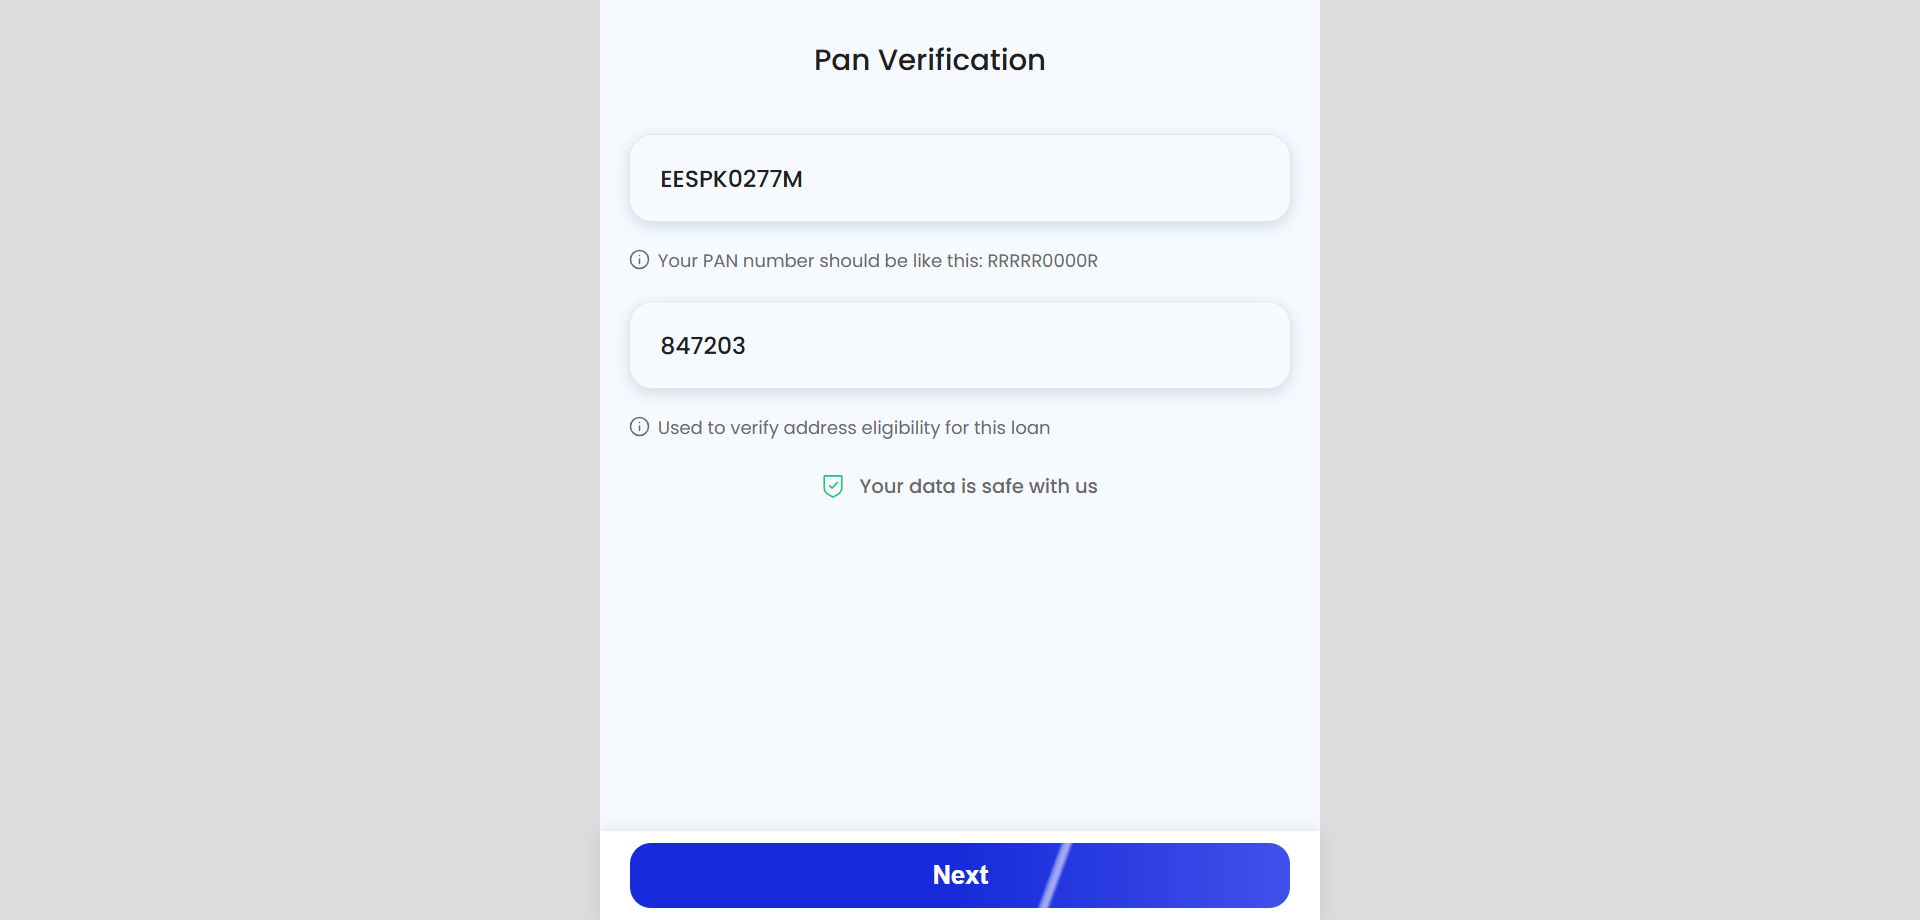 Pan Verification
EESPK0277M
Your PAN number should be like this: RRRRR0000R
847203
Used to verify address eligibility for this loan
Your data is safe with us
Next